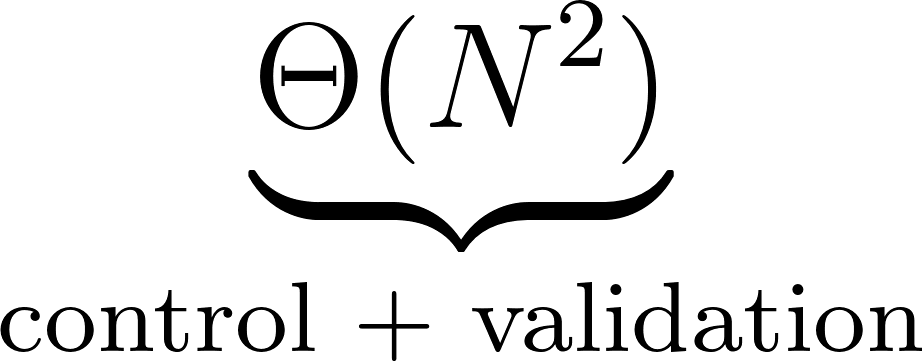 Θ(N²)
control + validation